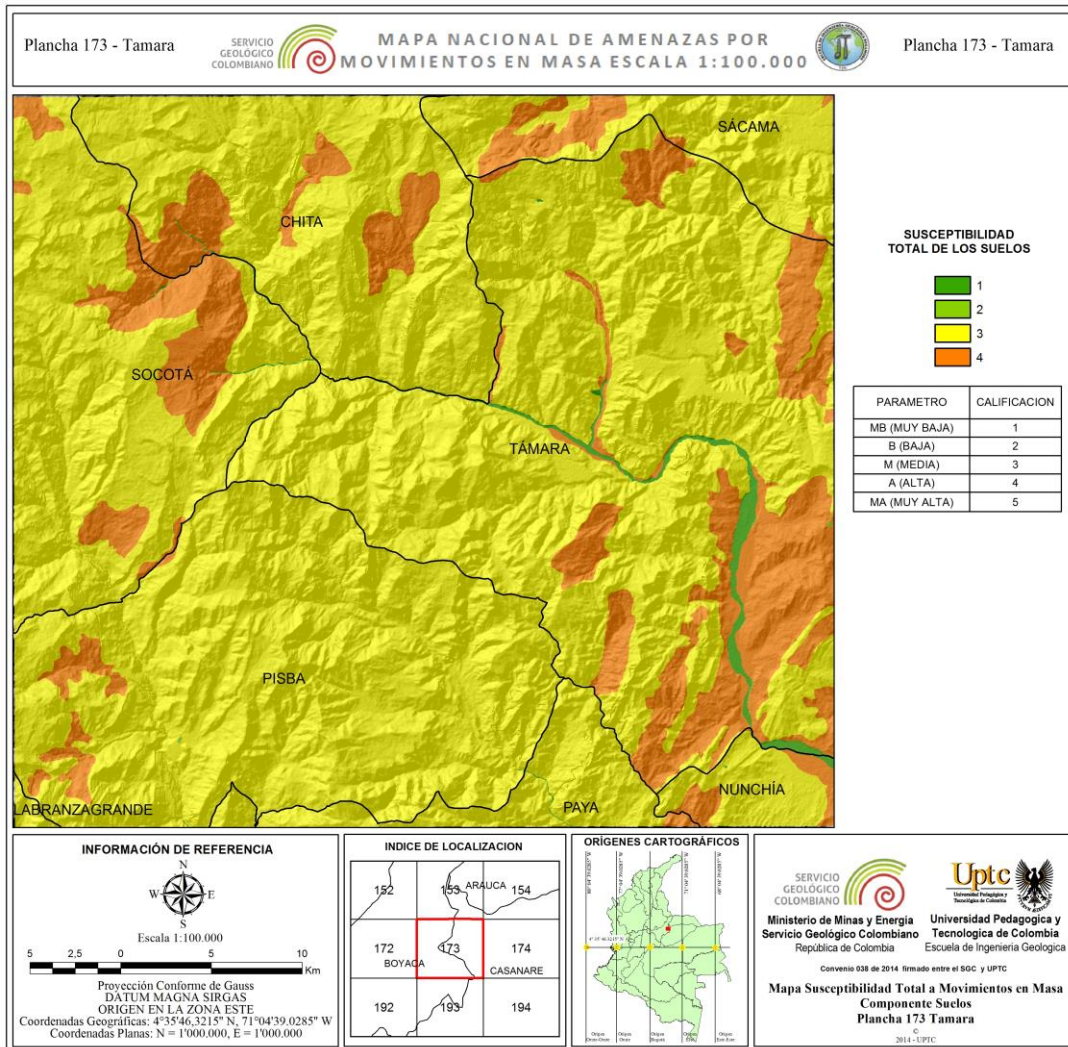 Plancha 173 - Tamara
SERVICIO
GEOLÓGICO
COLOMBIANO
MAPA NACIONAL DE AMENAZAS POR
MOVIMIENTOS EN MASA ESCALA 1:100.000
Plancha 173 - Tamara
SÁCAMA
CHITA
SOCOTÁ
TÁMARA
PISBA
LABRANZAGRANDE
PAYA
NUNCHÍA
SUSCEPTIBILIDAD
TOTAL DE LOS SUELOS
1
2
3
4
PARAMETRO CALIFICACION
MB (MUY BAJA) 1
B (BAJA) 2
M (MEDIA) 3
A (ALTA) 4
MA (MUY ALTA) 5
INFORMACIÓN DE REFERENCIA
N
W E
S
Escala 1:100.000
5 2,5 0 5 10
Km
Proyección Conforme de Gauss
DATUM MAGNA SIRGAS
ORIGEN EN LA ZONA ESTE
Coordenadas Geográficas: 4°35'46,3215" N, 71°04'39.0285" W
Coordenadas Planas: N = 1'000.000, E = 1'000.000
INDICE DE LOCALIZACION
152 153 154
ARAUCA
172 173 174
BOYACA CASANARE
192 193 194
ORÍGENES CARTOGRÁFICOS
SERVICIO
GEOLÓGICO
COLOMBIANO
Ministerio de Minas y Energía
Servicio Geológico Colombiano
República de Colombia
Uptc
Universidad Pedagógica y
Tecnológica de Colombia
Universidad Pedagogica y
Tecnologica de Colombia
Escuela de Ingenieria Geologica
Convenio 038 de 2014 firmado entre el SGC y UPTC
Mapa Susceptibilidad Total a Movimientos en Masa
Componente Suelos
Plancha 173 Tamara
©
2014 - UPTC